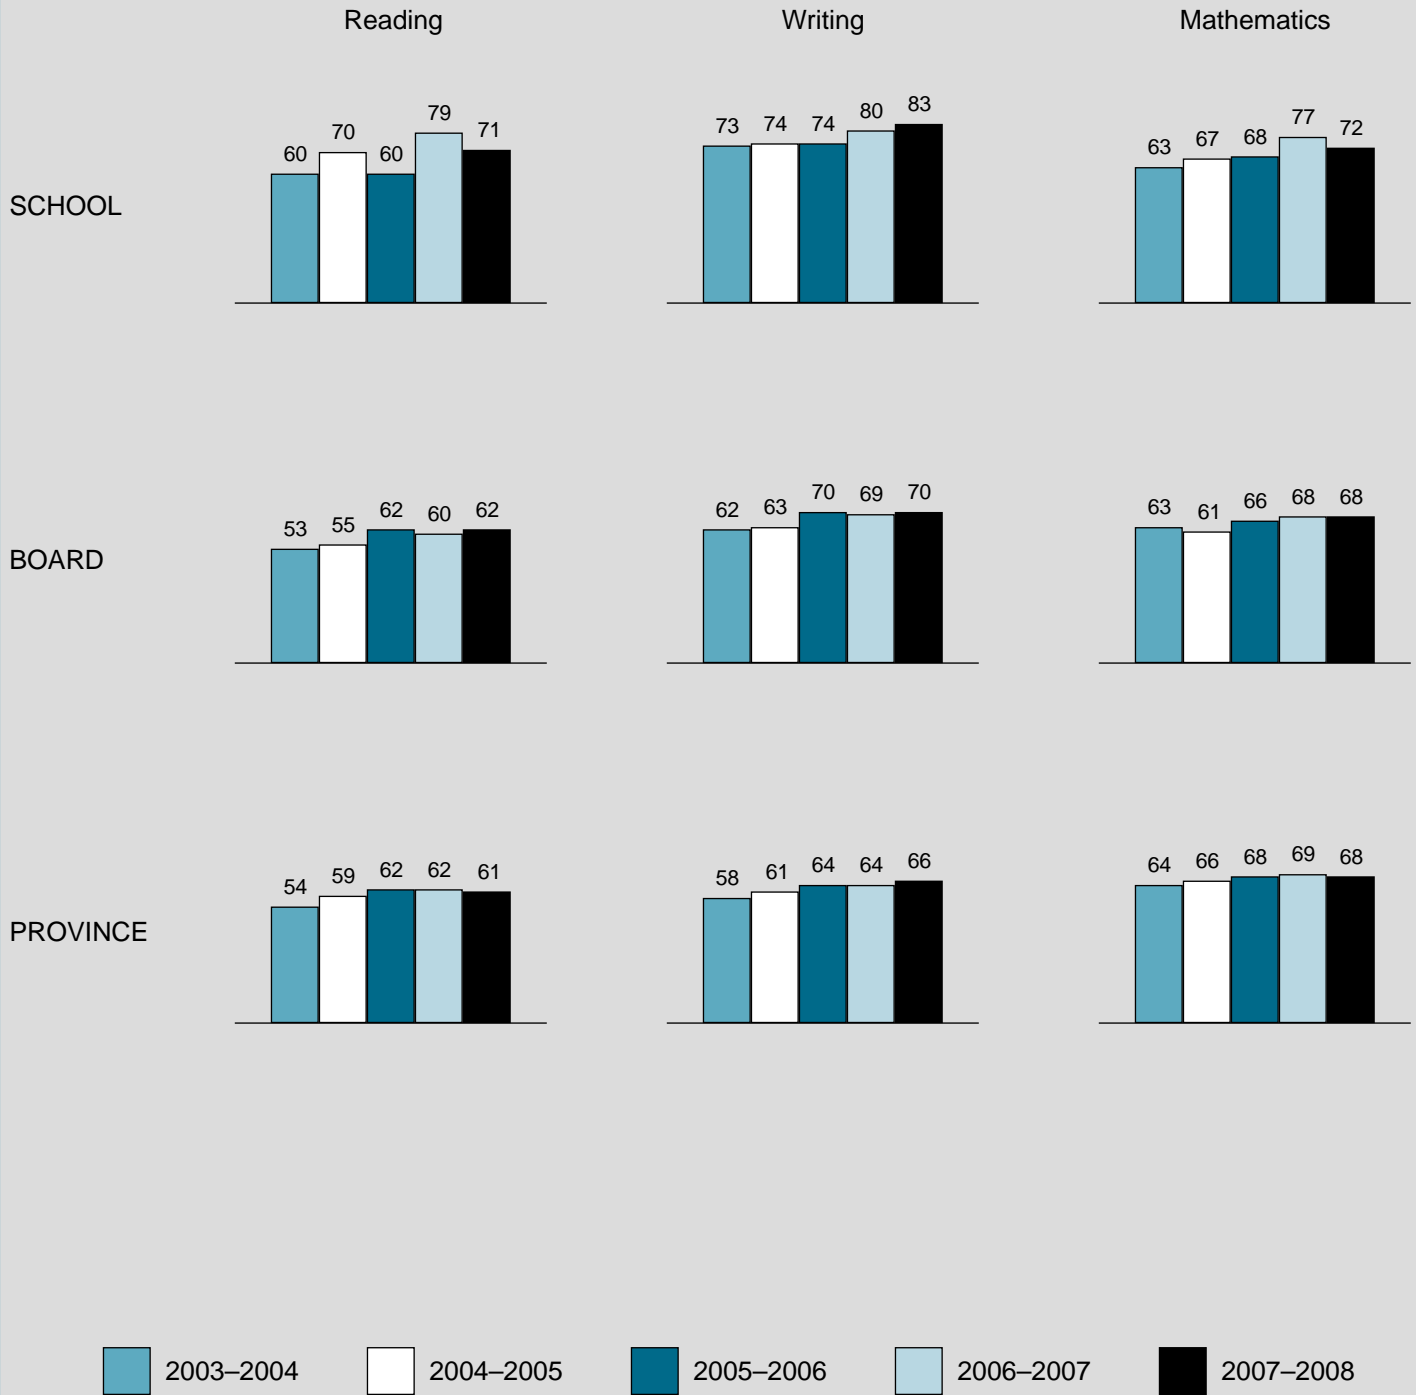 Reading Writing Mathematics
SCHOOL
60 70 60 79 71
73 74 74 80 83
63 67 68 77 72
BOARD
53 55 62 60 62
62 63 70 69 70
63 61 66 68 68
PROVINCE
54 59 62 62 61
58 61 64 64 66
64 66 68 69 68
2003–2004 2004–2005 2005–2006 2006–2007 2007–2008